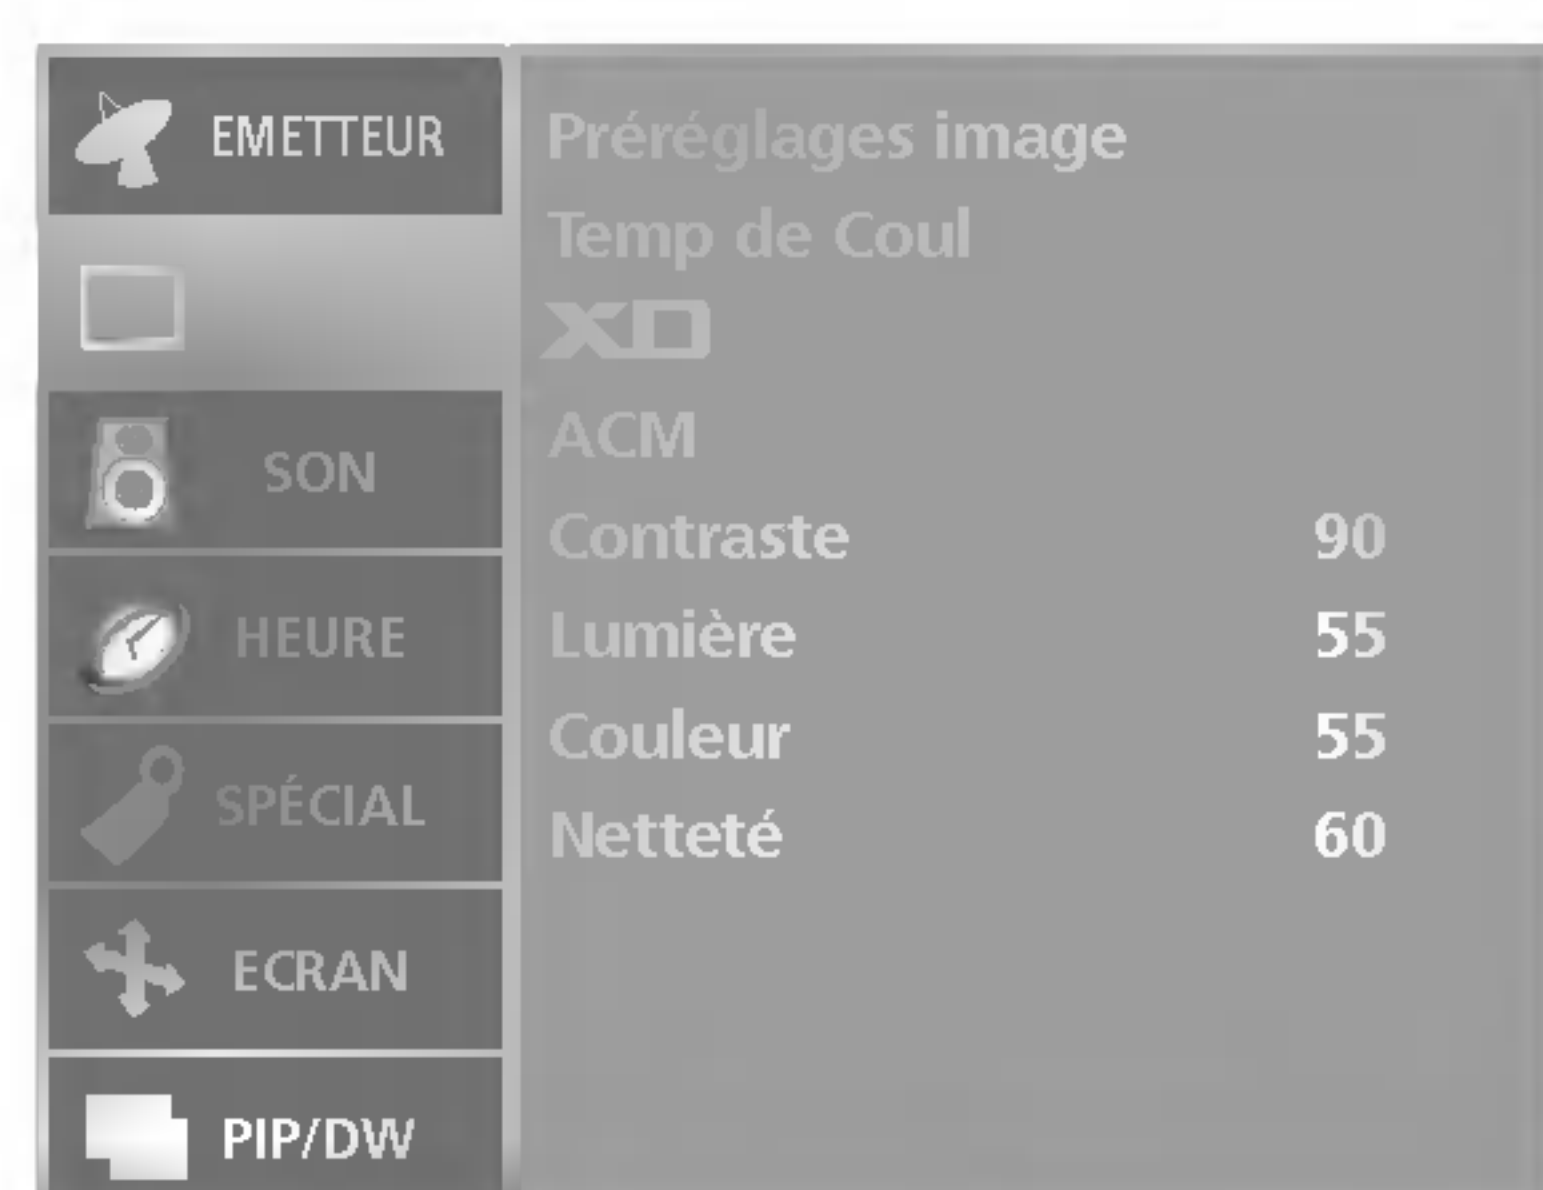 EMETTEUR
SON
HEURE
SPÉCIAL
ECRAN
PIP/DW
Préréglages image
Temp de Coul
XD
ACM
Contraste 90
Lumière 55
Couleur 55
Netteté 60